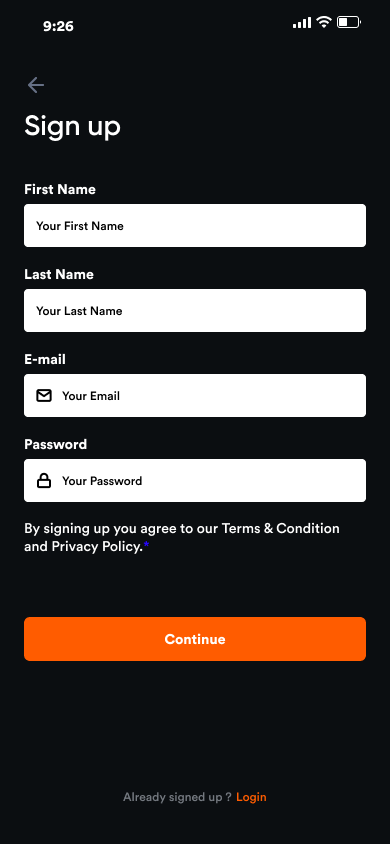 9:26
Sign up
First Name
Your First Name
Last Name
Your Last Name
E-mail
Your Email
Password
Your Password
By signing up you agree to our Terms & Condition
and Privacy Policy.*
Continue
Already signed up ? Login